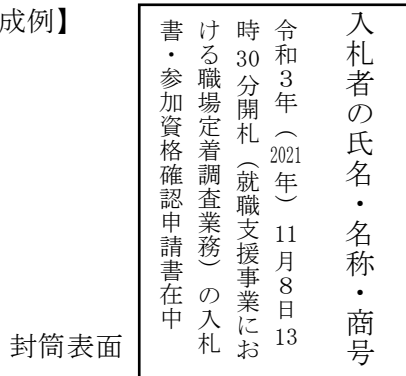 成例】
入札者の氏名・名称・商号
令和３年（2021年）11月８日13
時30分開札（就職支援事業にお
ける職場定着調査業務）の入札
書・参加資格確認申請書在中
封筒表面